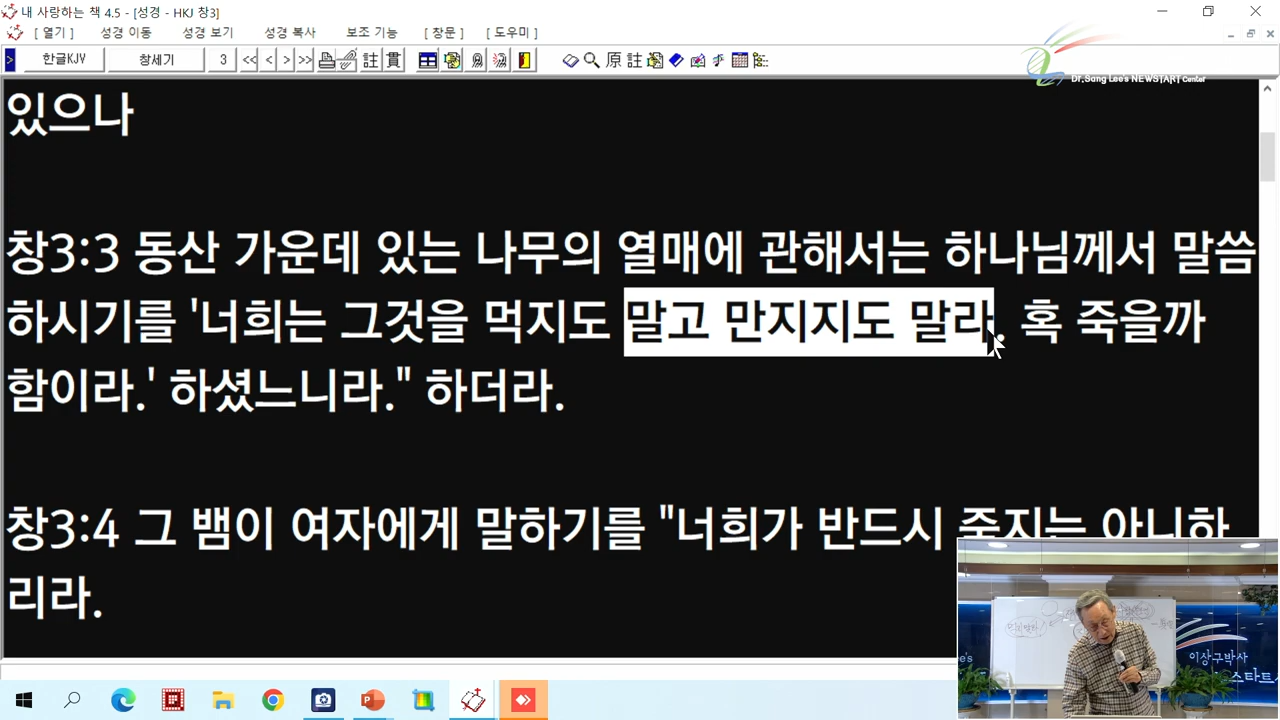 내 사랑하는 책 4.5 - [성경 - HKJ 창3]
[ 열기 ] 성경 이동 성경 보기 성경 복사 보조 기능 [ 창문 ] [ 도우미 ]
한글KJV 창세기 3 << < > >> 註 貫 原 註
Dr.Sang Lee's NEWSTART Center
있으나
창3:3 동산 가운데 있는 나무의 열매에 관해서는 하나님께서 말씀
하시기를 '너희는 그것을 먹지도 말고 만지지도 말라. 혹 죽을까
함이라.' 하셨느니라." 하더라.
창3:4 그 뱀이 여자에게 말하기를 "너희가 반드시 죽지는 아니하
리라.
이상구박사
스타트